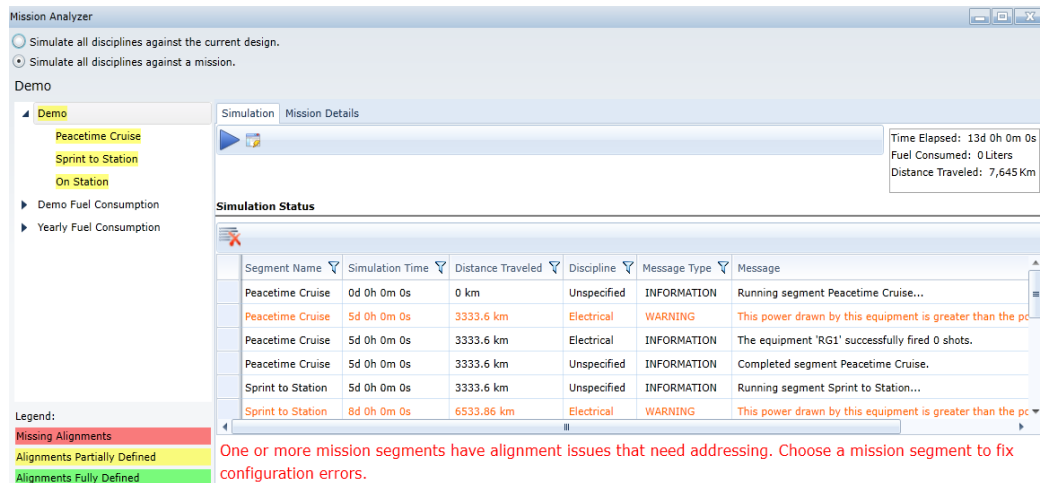 Mission Analyzer
Simulate all disciplines against the current design.
Simulate all disciplines against a mission.
Demo
Demo
Peacetime Cruise
Sprint to Station
On Station
Demo Fuel Consumption
Yearly Fuel Consumption
Legend:
Missing Alignments
Alignments Partially Defined
Alignments Fully Defined
Simulation Mission Details
Time Elapsed: 13d 0h 0m 0s
Fuel Consumed: 0 Liters
Distance Traveled: 7,645 Km
Simulation Status
Segment Name Simulation Time Distance Traveled Discipline Message Type Message
Peacetime Cruise 0d 0h 0m 0s 0 km Unspecified INFORMATION Running segment Peacetime Cruise...
Peacetime Cruise 5d 0h 0m 0s 3333.6 km Electrical WARNING This power drawn by this equipment is greater than the
Peacetime Cruise 5d 0h 0m 0s 3333.6 km Electrical INFORMATION The equipment 'RG1' successfully fired 0 shots.
Peacetime Cruise 5d 0h 0m 0s 3333.6 km Unspecified INFORMATION Completed segment Peacetime Cruise.
Sprint to Station 5d 0h 0m 0s 3333.6 km Unspecified INFORMATION Running segment Sprint to Station...
Sprint to Station 8d 0h 0m 0s 6533.86 km Electrical WARNING This power drawn by this equipment is greater than the
One or more mission segments have alignment issues that need addressing. Choose a mission segment to fix
configuration errors.